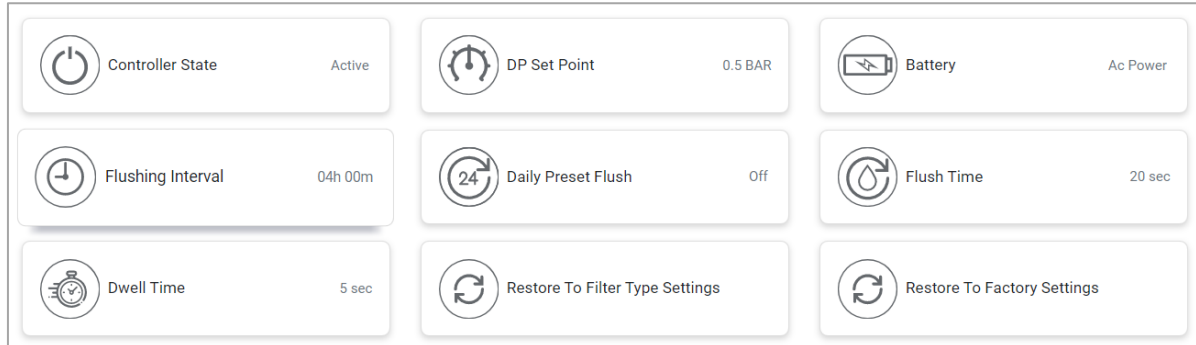 Controller State Active
DP Set Point 0.5 BAR
Battery Ac Power
Flushing Interval 04h 00m
24 Daily Preset Flush Off
Flush Time 20 sec
Dwell Time 5 sec
Restore To Filter Type Settings
Restore To Factory Settings